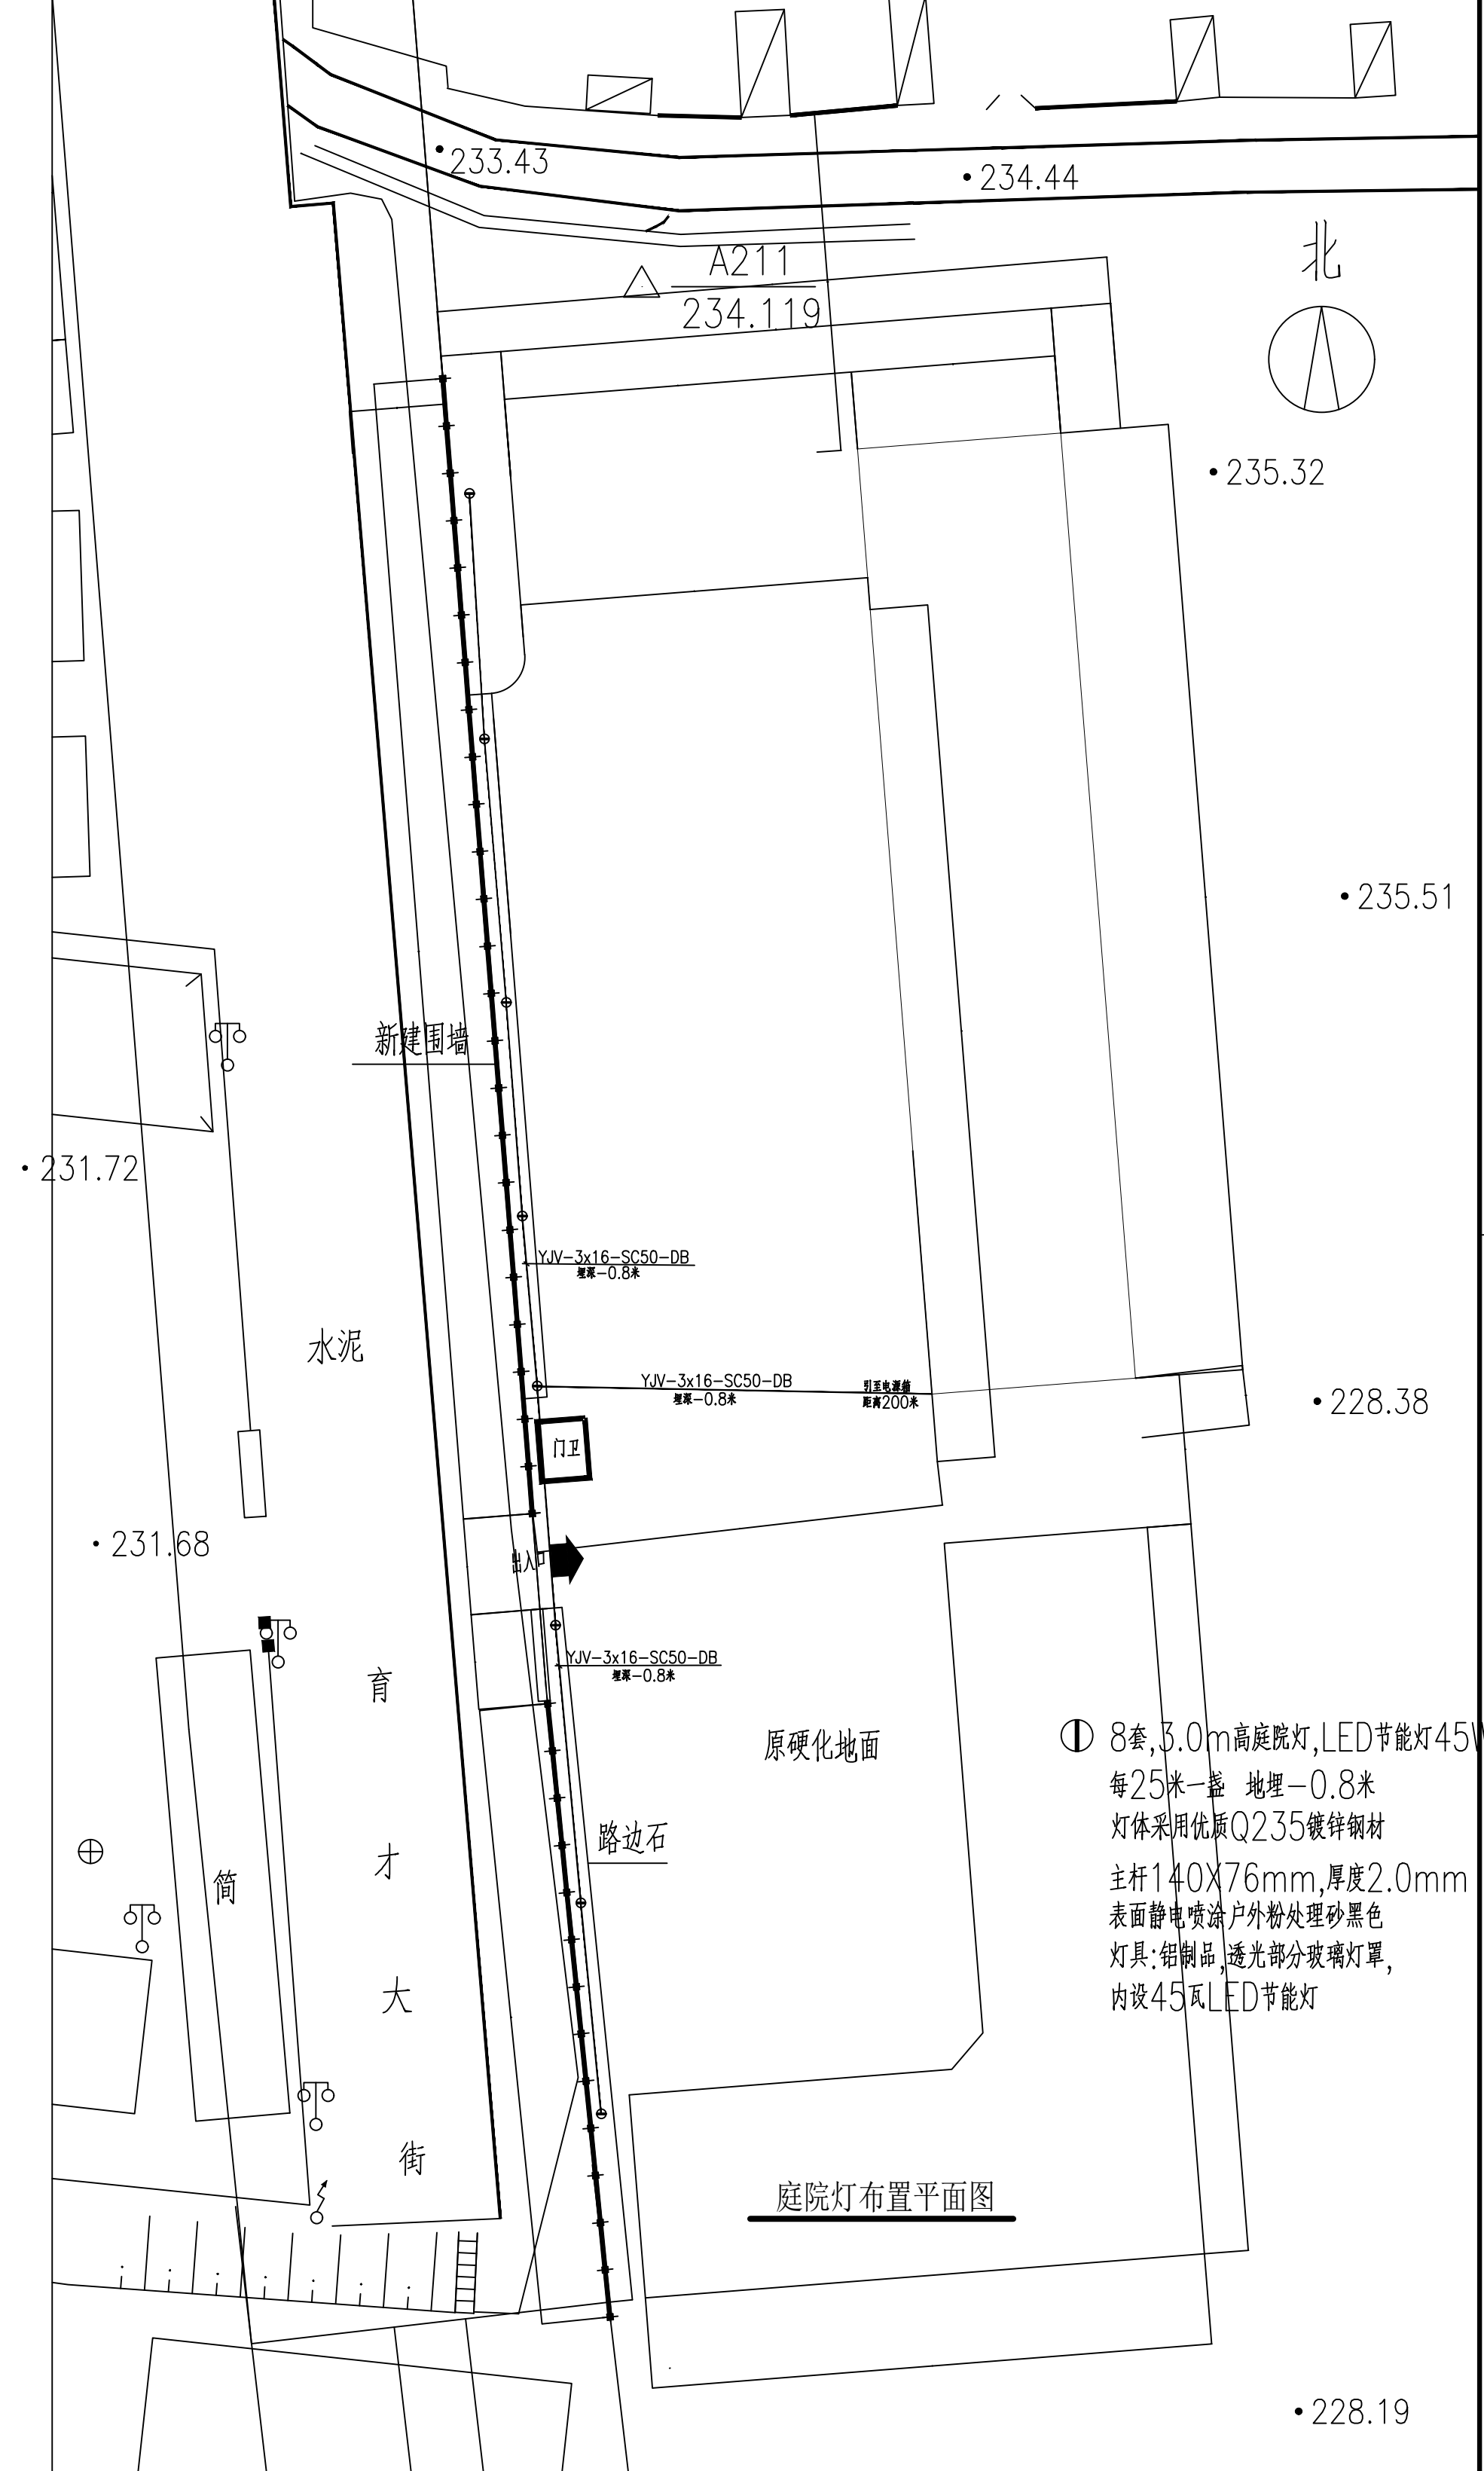 233.43
234.44
A211
234.119
北
235.32
235.51
新建围墙
231.72
YJV-3x16-SC50-DB
埋深-0.8米
水泥
YJV-3x16-SC50-DB
埋深-0.8米
引至电源箱
距离200米
228.38
门卫
231.68
出入口
YJV-3x16-SC50-DB
埋深-0.8米
育
才
大
街
原硬化地面
8套,3.0m高庭院灯,LED节能灯45W
每25米一盏 地埋-0.8米
灯体采用优质Q235镀锌钢材
主杆140X76mm,厚度2.0mm
表面静电喷涂户外粉处理砂黑色
灯具:铝制品,透光部分玻璃灯罩,
内设45瓦LED节能灯
路边石
简
庭院灯布置平面图
228.19